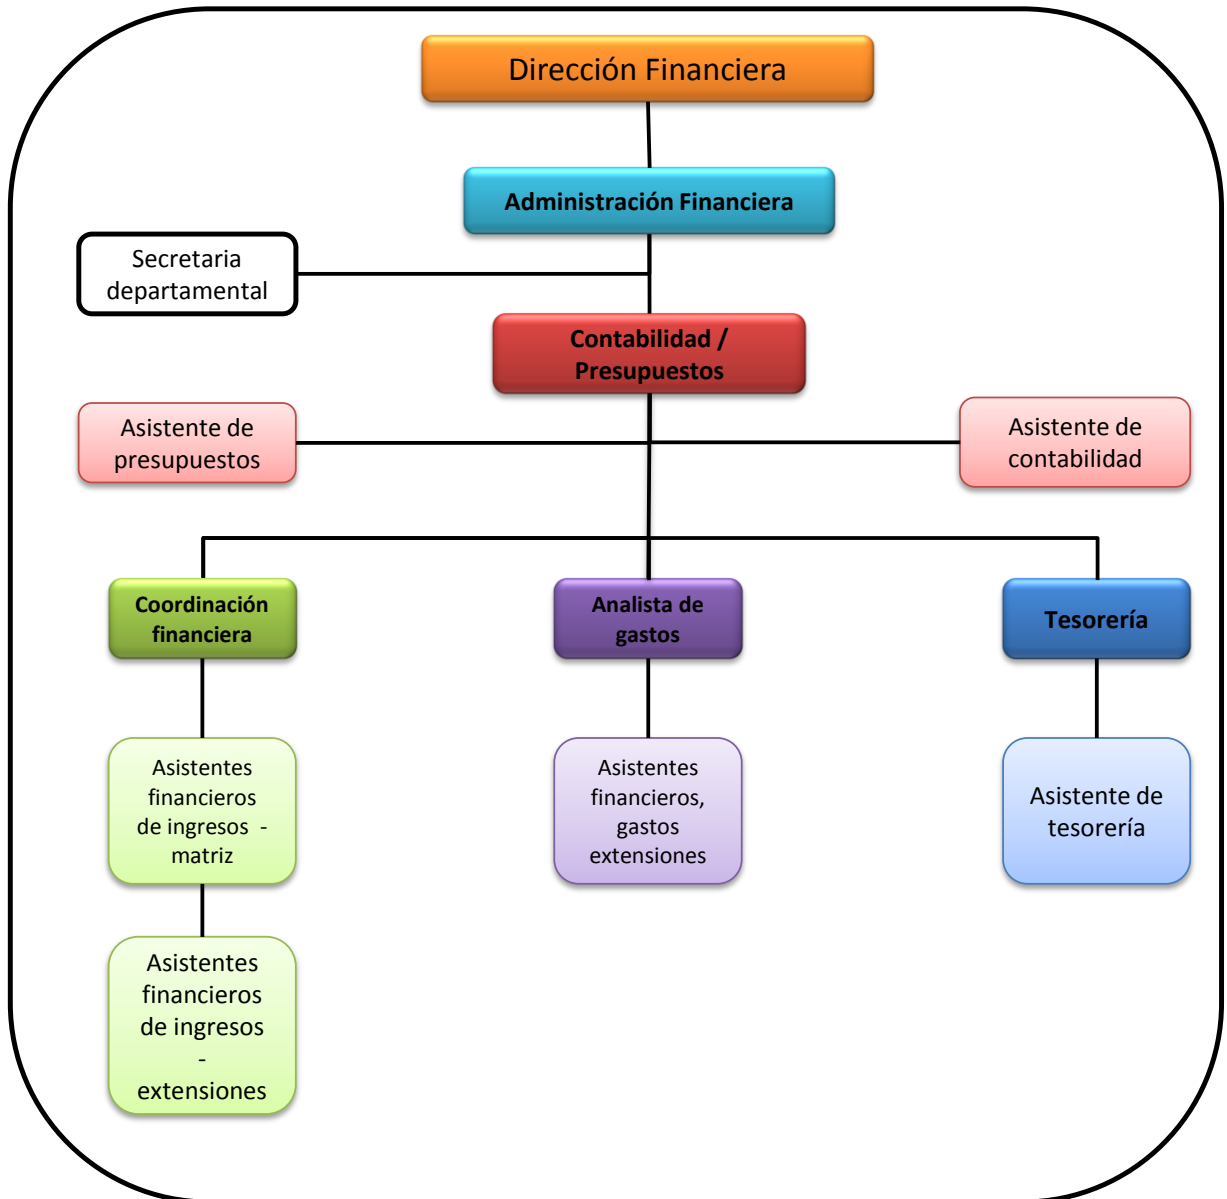 Dirección Financiera
Administración Financiera
Secretaria
departamental
Contabilidad /
Presupuestos
Asistente de
presupuestos
Asistente de
contabilidad
Coordinación
financiera
Analista de
gastos
Tesorería
Asistentes
financieros
de ingresos -
matriz
Asistentes
financieros,
gastos
extensiones
Asistente de
tesorería
Asistentes
financieros
de ingresos
-
extensiones